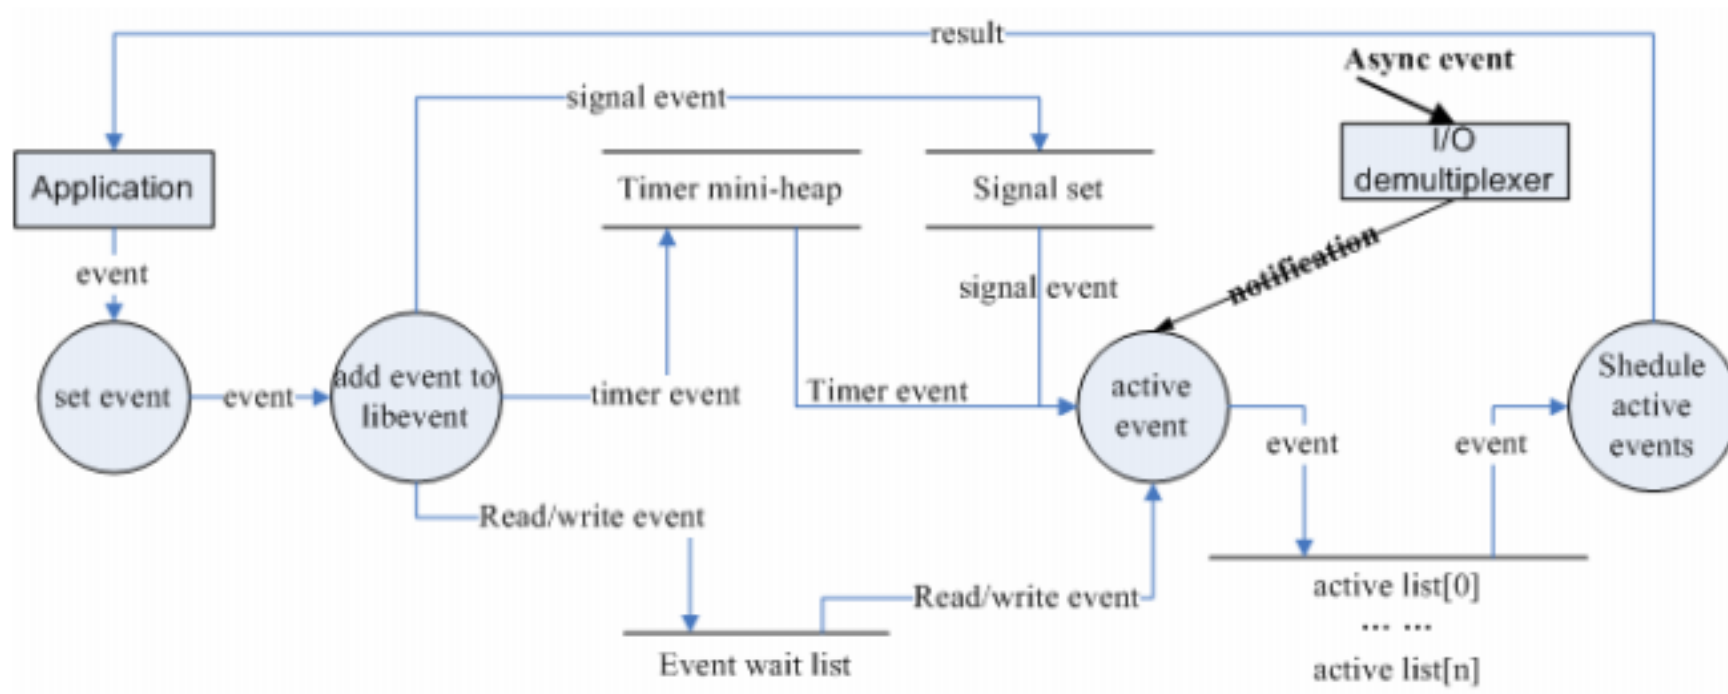 result
Async event
signal event
I/O
demultiplexer
Application
Timer mini-heap
Signal set
notification
event
signal event
set event
event
add event to
libevent
timer event
Timer event
active
event
Shedule
active
events
event
event
Read/write event
Read/write event
active list[0]
... ...
active list[n]
Event wait list